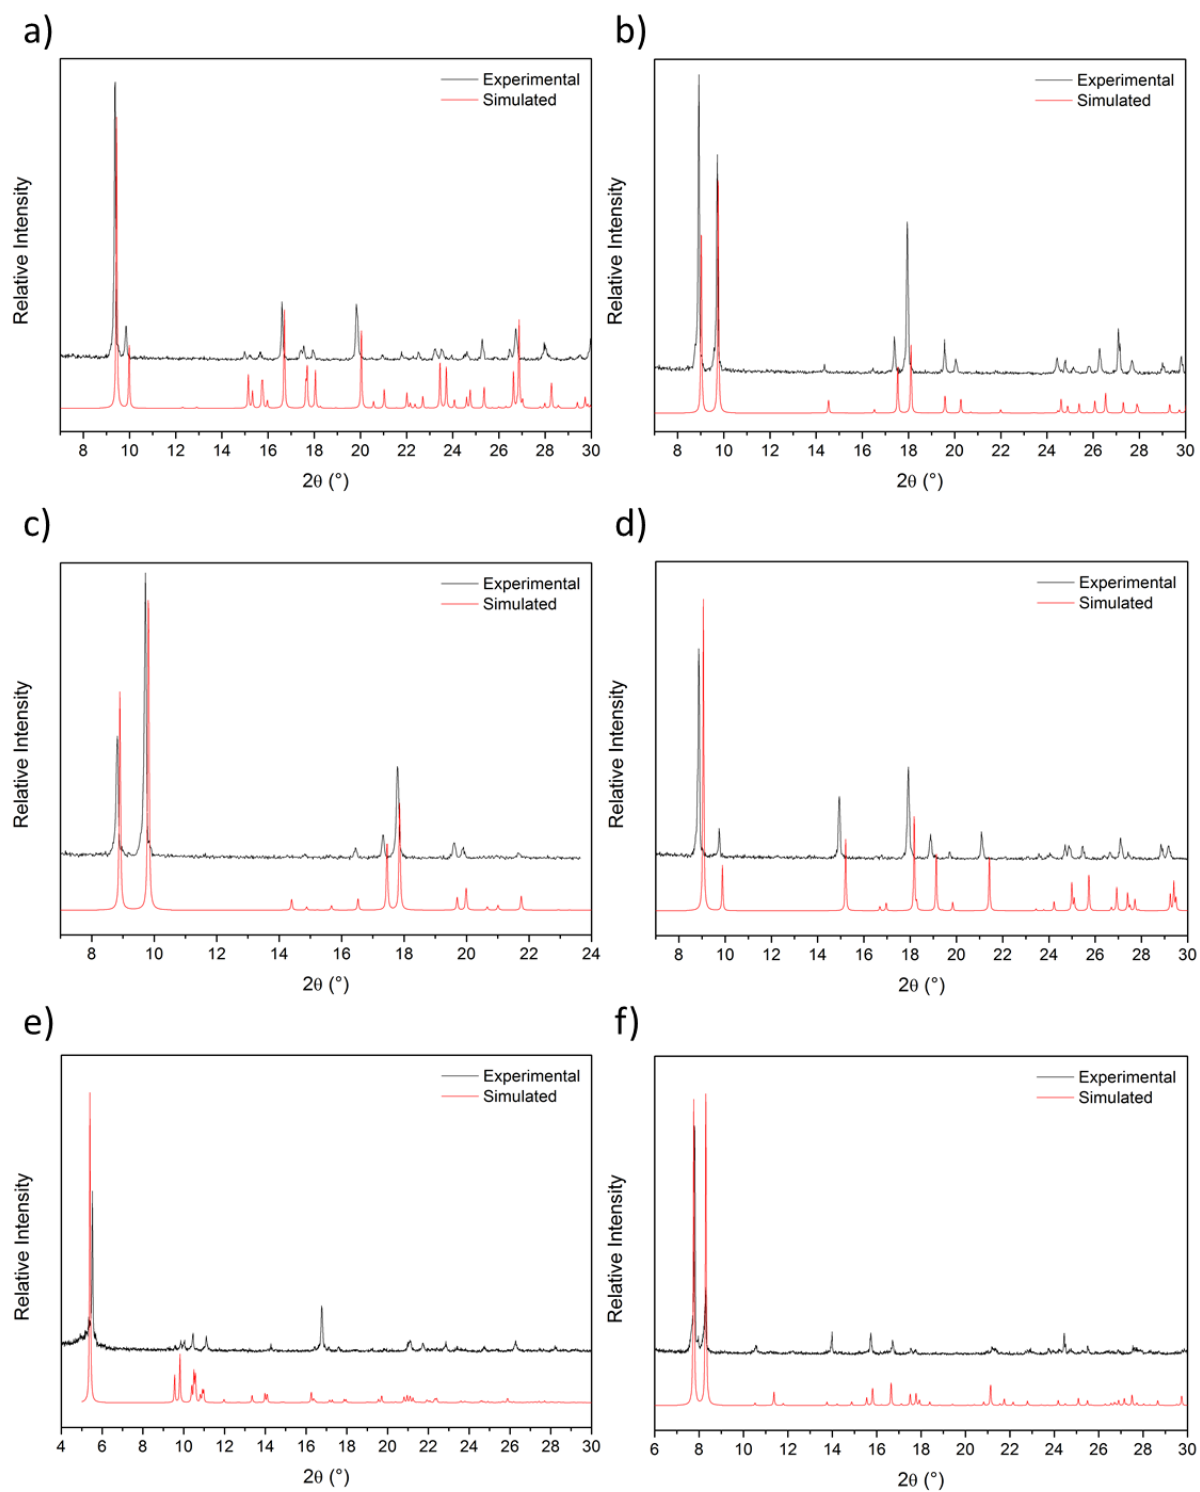 a)
Experimental
Simulated
Relative Intensity
8 10 12 14 16 18 20 22 24 26 28 30
2θ (°)
b)
Experimental
Simulated
Relative Intensity
8 10 12 14 16 18 20 22 24 26 28 30
2θ (°)
c)
Experimental
Simulated
Relative Intensity
8 10 12 14 16 18 20 22 24
2θ (°)
d)
Experimental
Simulated
Relative Intensity
8 10 12 14 16 18 20 22 24 26 28 30
2θ (°)
e)
Experimental
Simulated
Relative Intensity
4 6 8 10 12 14 16 18 20 22 24 26 28 30
2θ (°)
f)
Experimental
Simulated
Relative Intensity
6 8 10 12 14 16 18 20 22 24 26 28 30
2θ (°)